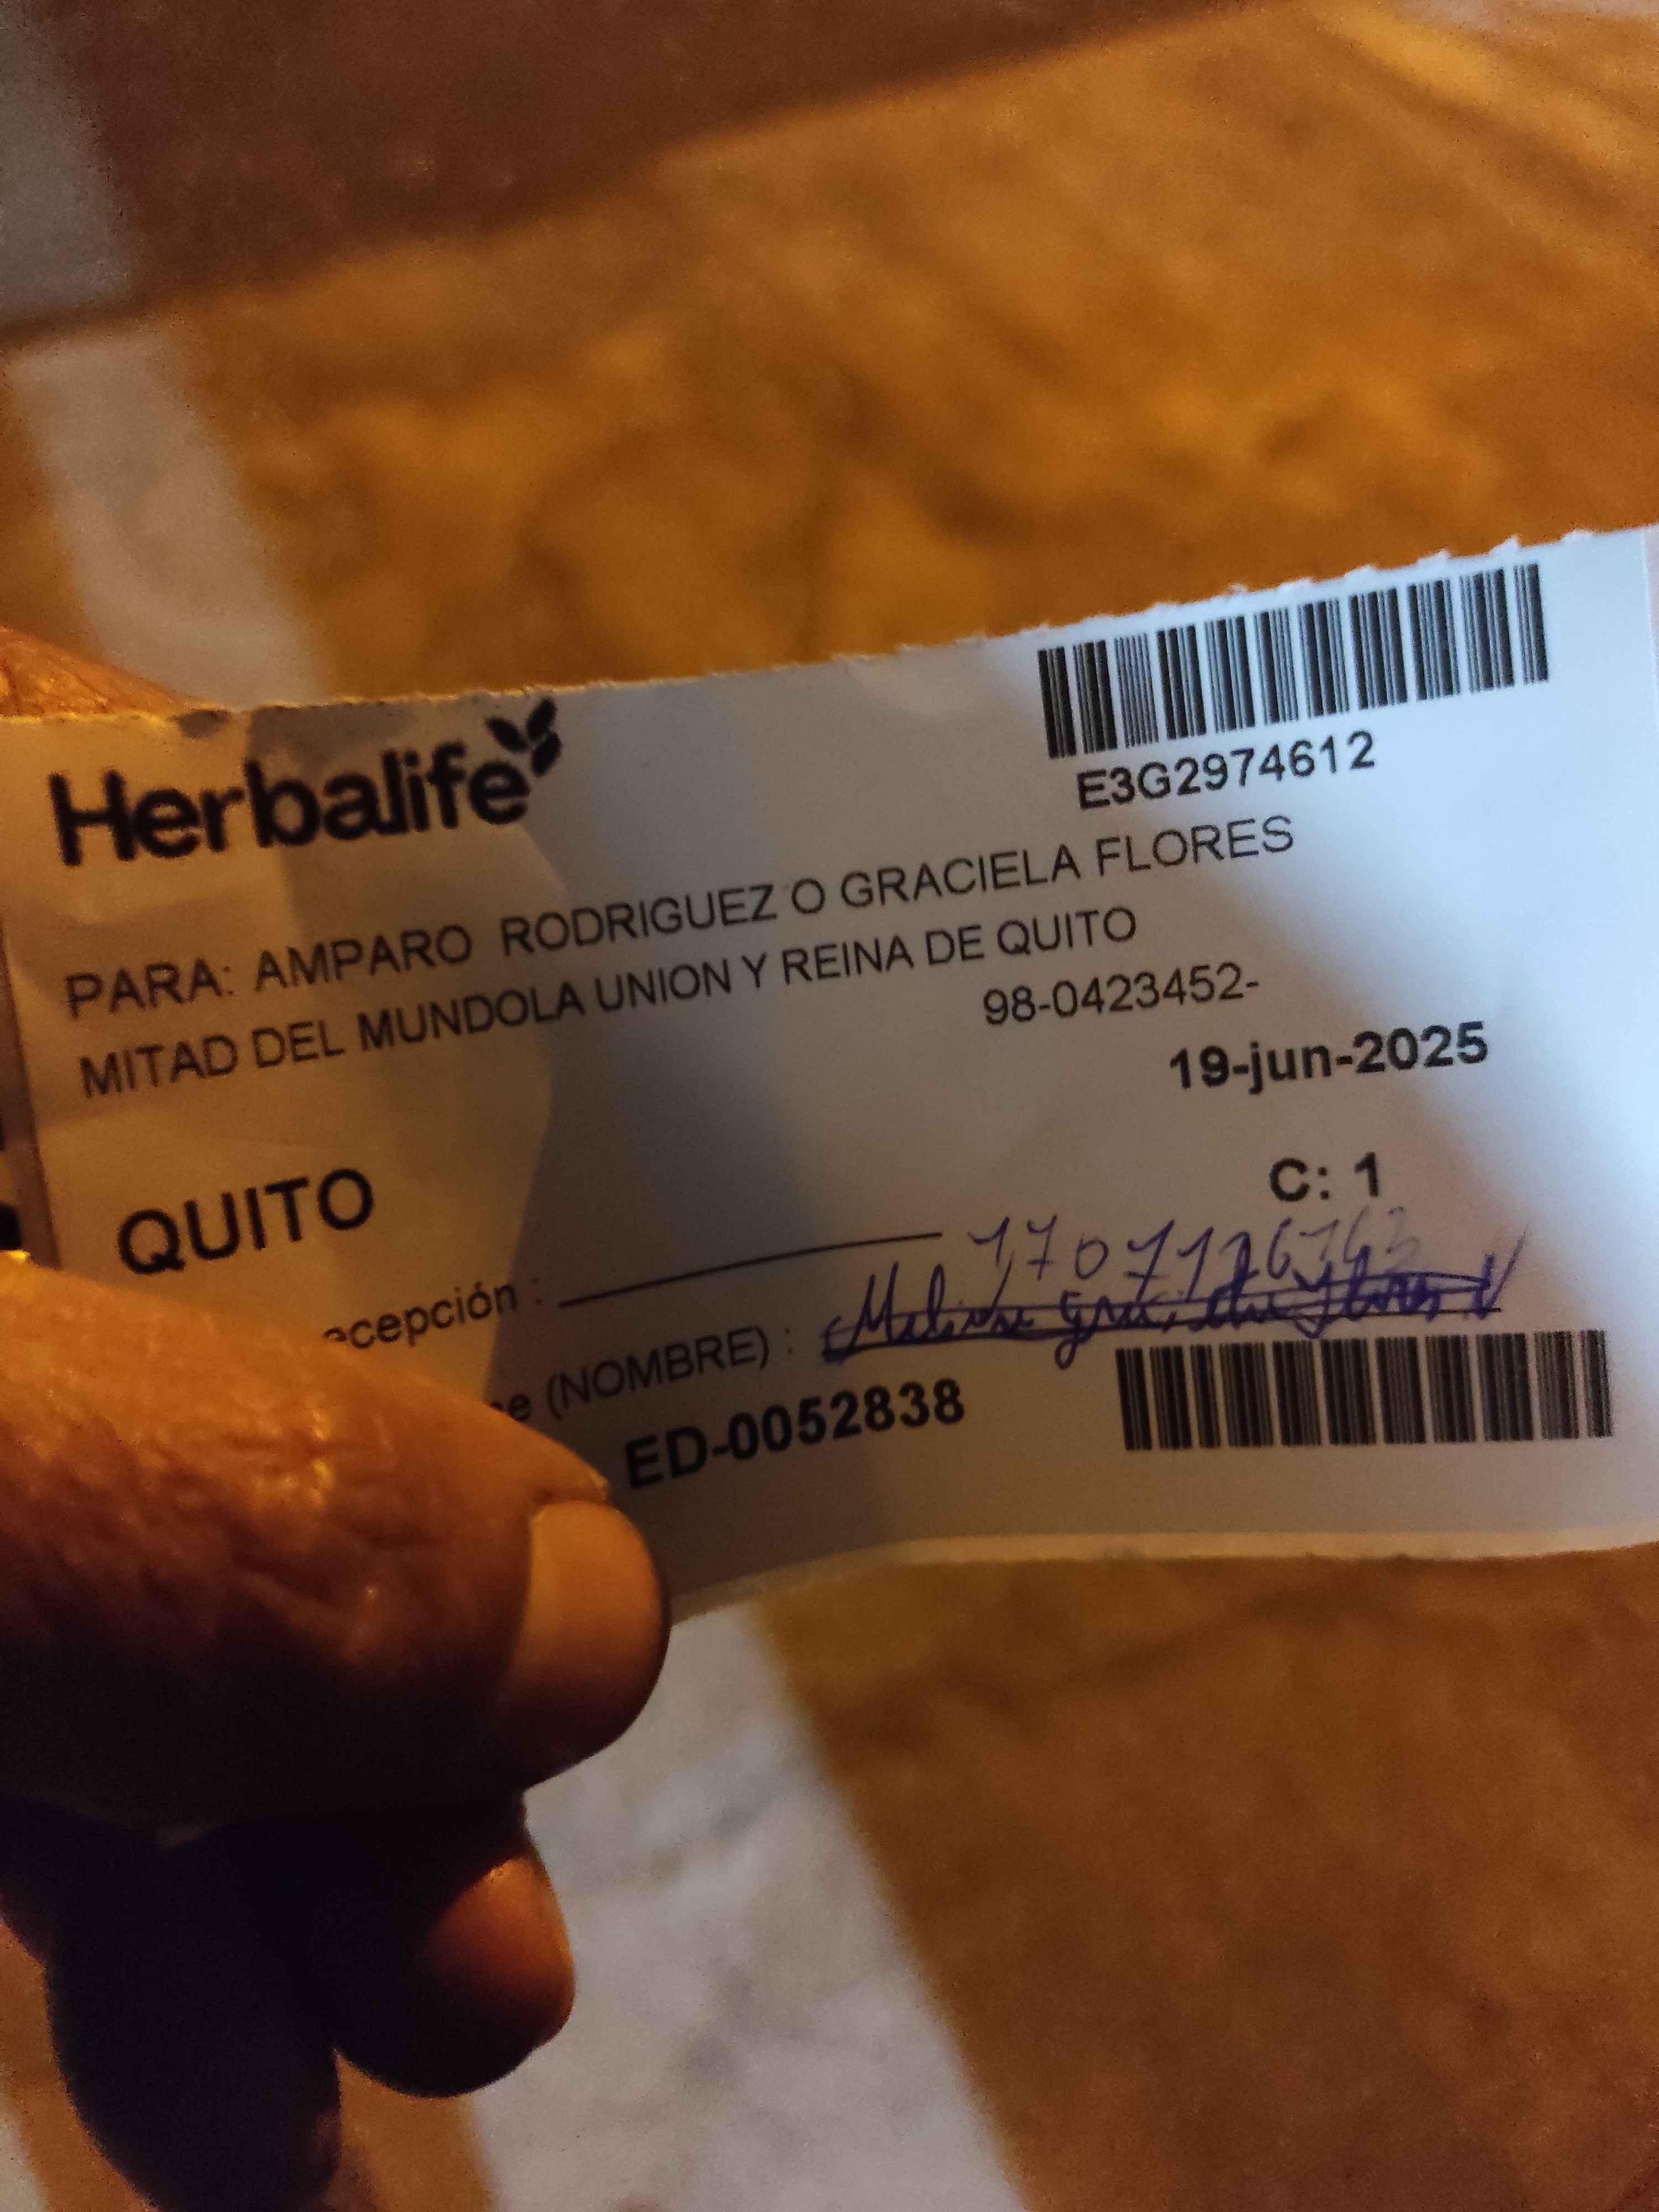 Herbalife
E3G2974612
PARA: AMPARO RODRIGUEZ O GRACIELA FLORES
MITAD DEL MUNDOLA UNION Y REINA DE QUITO
98-0423452-
19-jun-2025
QUITO
C: 1
ecepción :
e (NOMBRE) :
ED-0052838